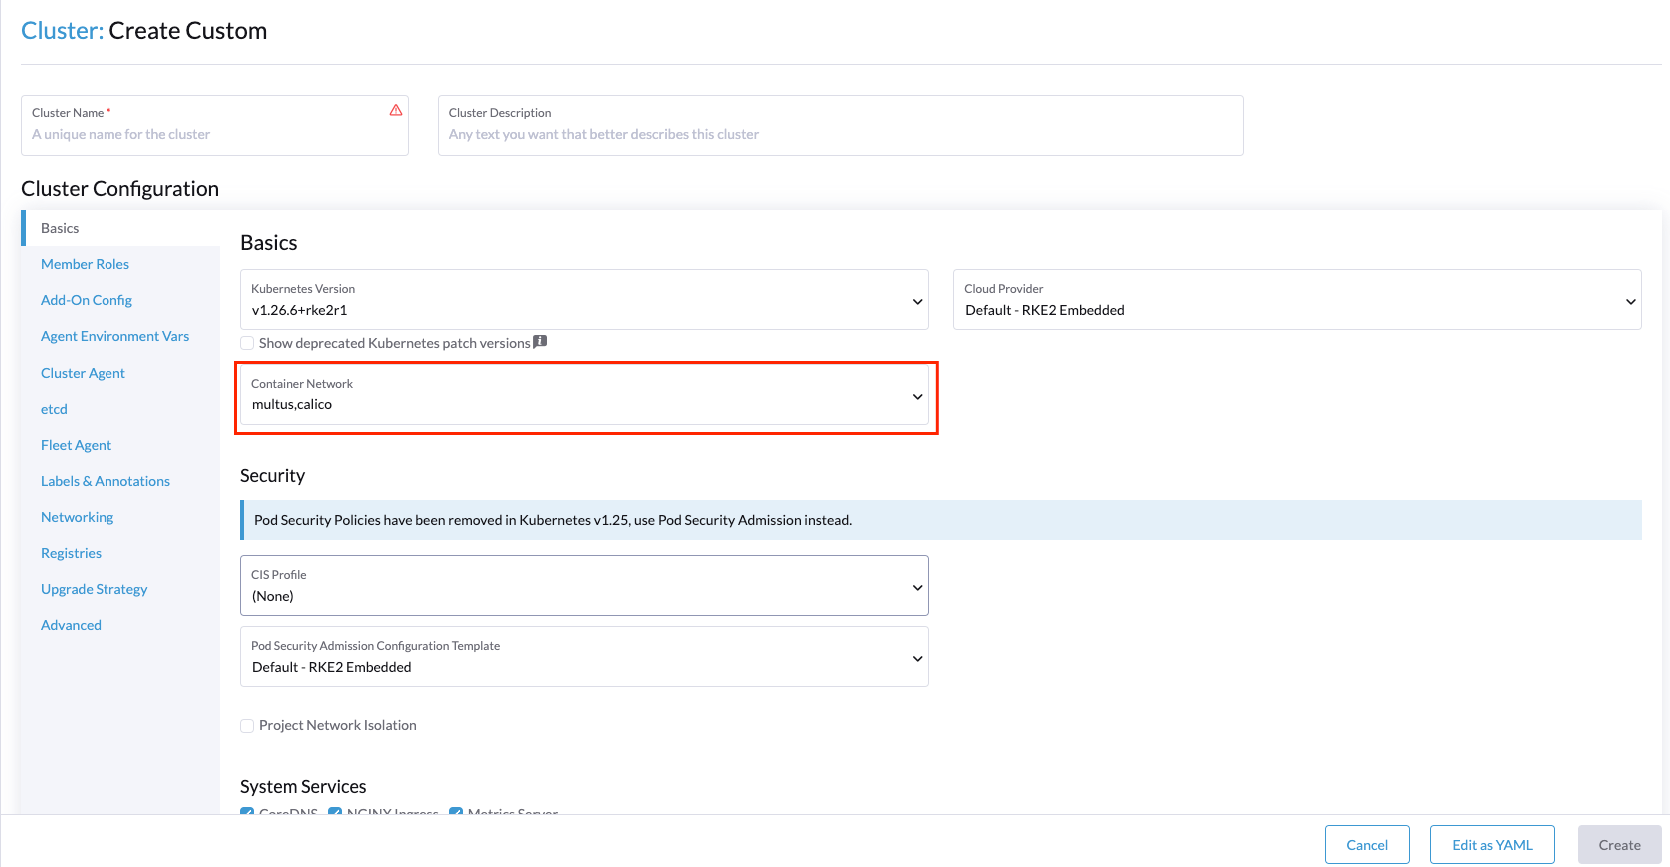 Cluster: Create Custom
Cluster Name*
A unique name for the cluster
Cluster Description
Any text you want that better describes this cluster
Cluster Configuration
Basics
Member Roles
Add-On Config
Agent Environment Vars
Cluster Agent
etcd
Fleet Agent
Labels & Annotations
Networking
Registries
Upgrade Strategy
Advanced
Basics
Kubernetes Version
v1.26.6+rke2r1
Cloud Provider
Default - RKE2 Embedded
Show deprecated Kubernetes patch versions
Container Network
multus,calico
Security
Pod Security Policies have been removed in Kubernetes v1.25, use Pod Security Admission instead.
CIS Profile
(None)
Pod Security Admission Configuration Template
Default - RKE2 Embedded
Project Network Isolation
System Services
CoreDNS NGINX Ingress Metrics Server
Cancel
Edit as YAML
Create